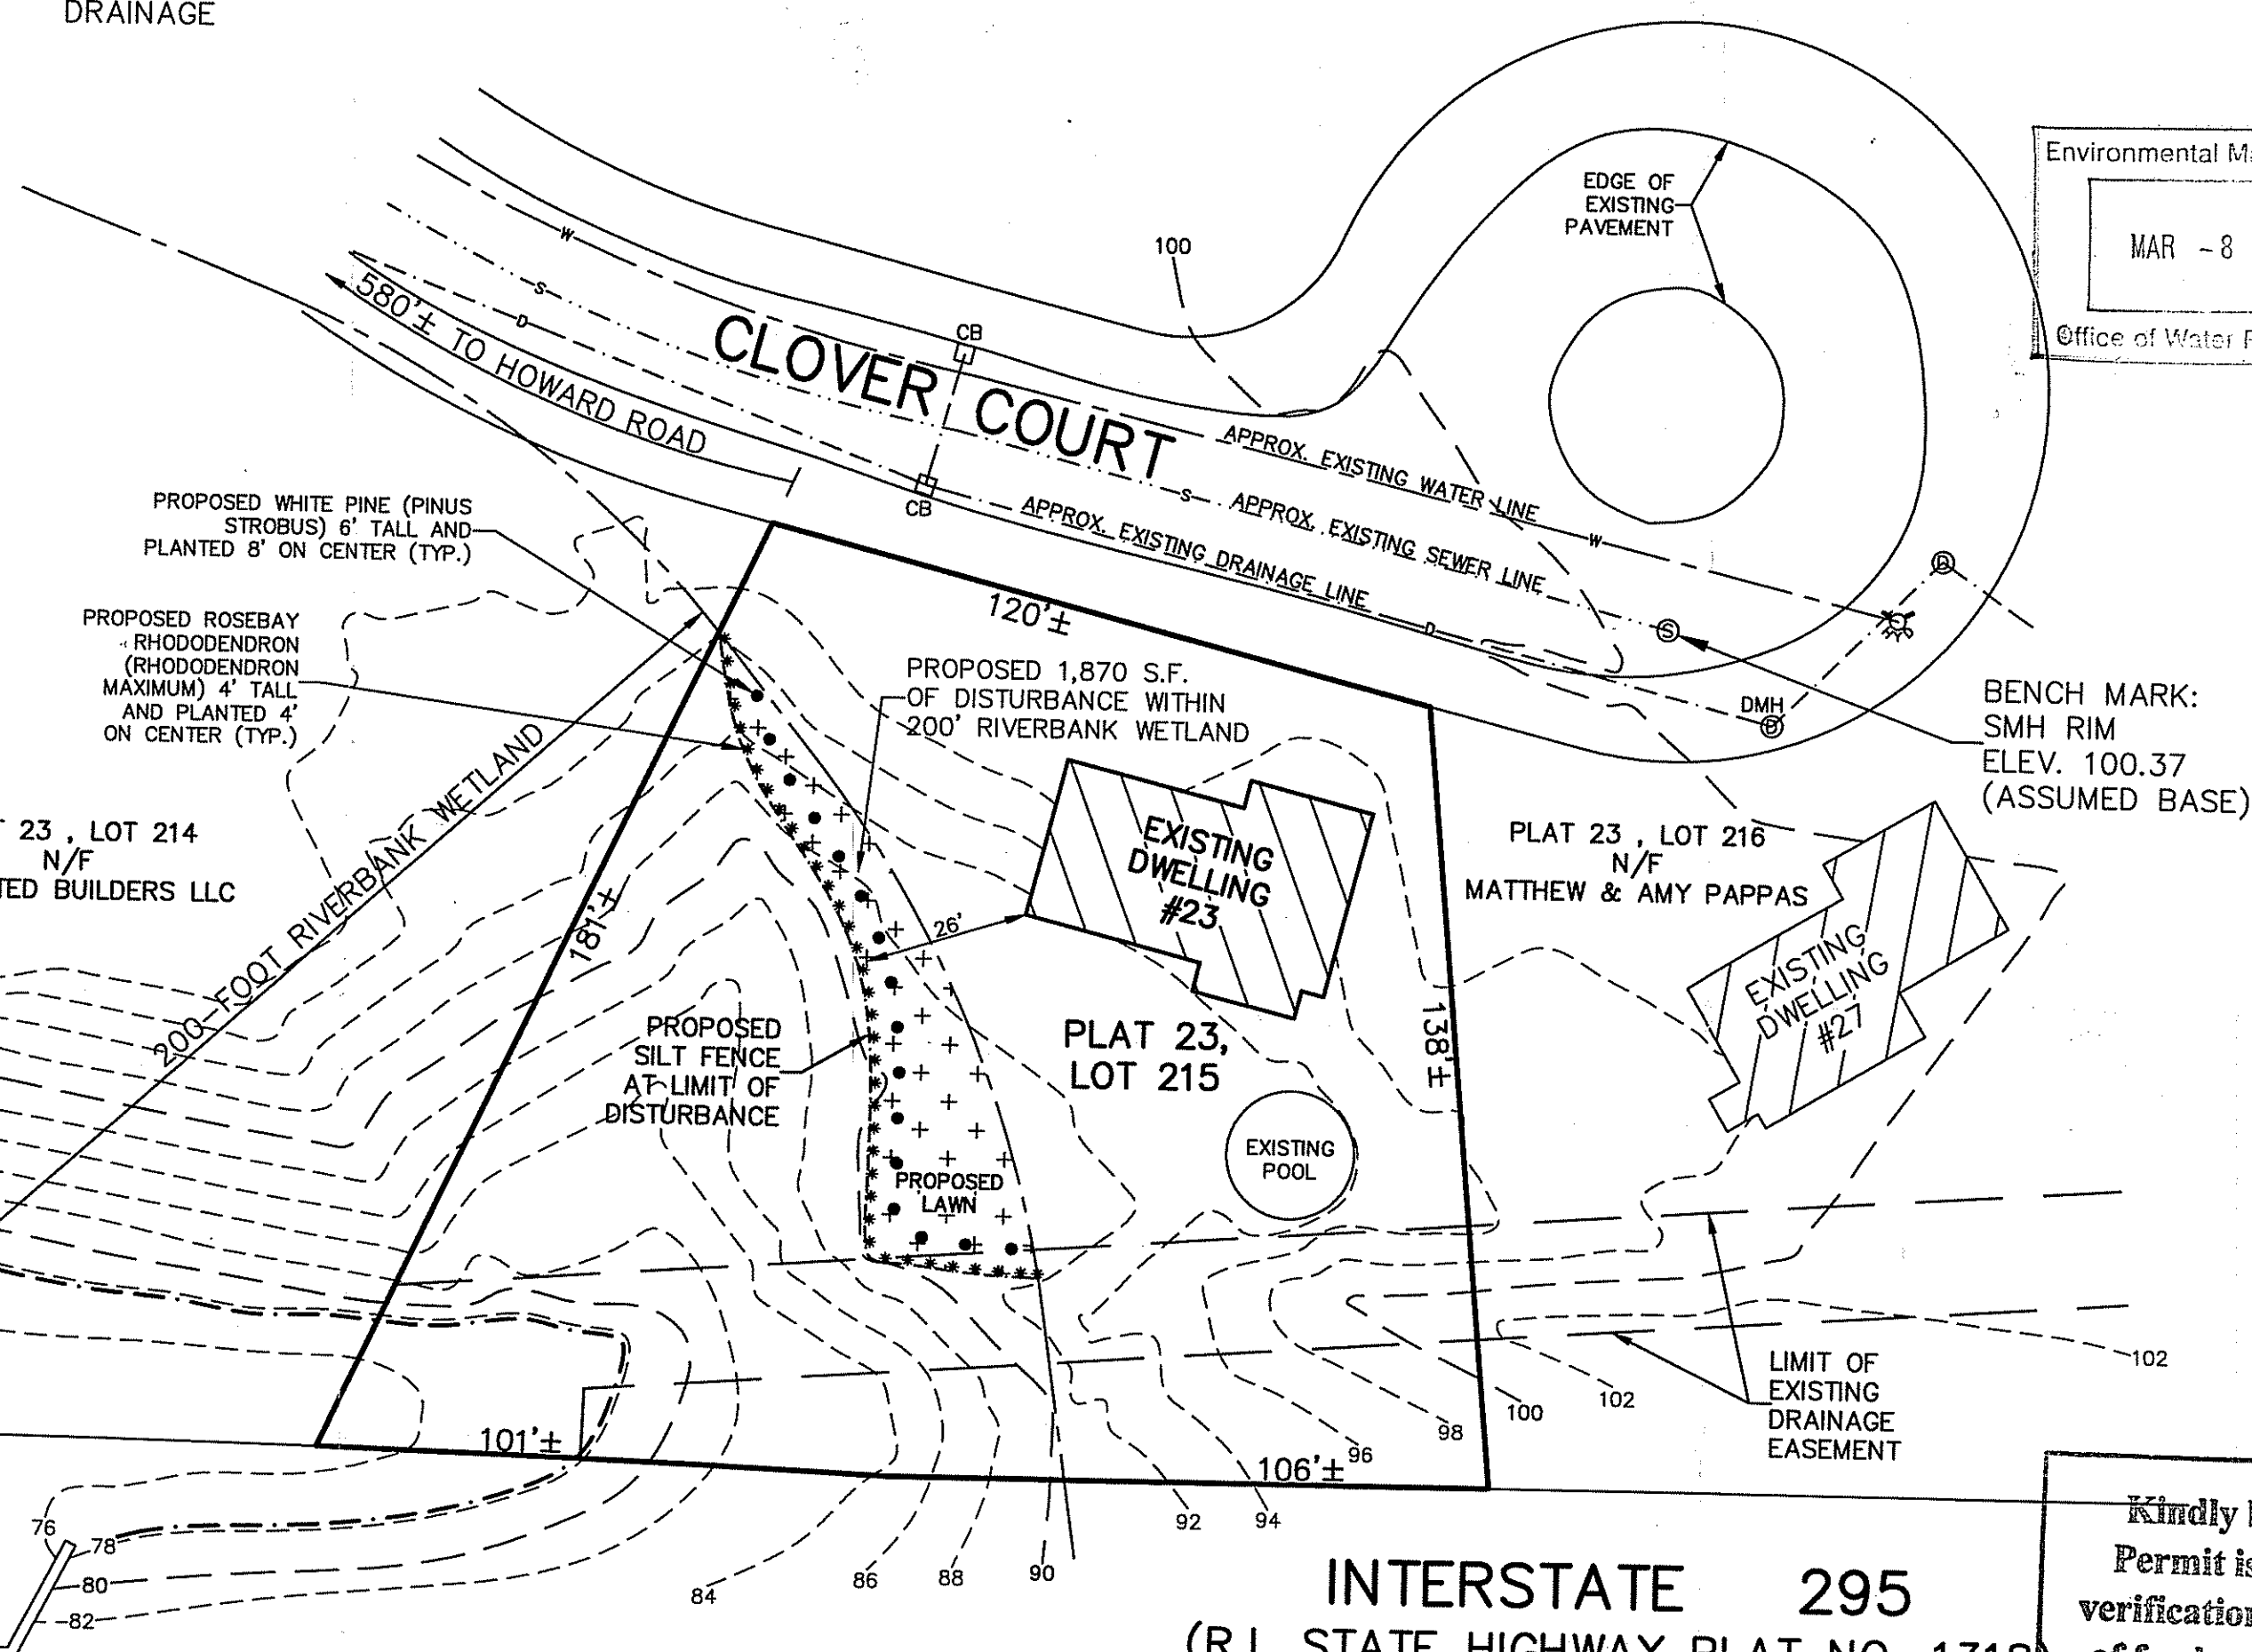 DRAINAGE
W
S
D
580'± TO HOWARD ROAD
CLOVER COURT
CB
CB
100
EDGE OF
EXISTING
PAVEMENT
Environmental
MAR - 8
Office of Water
APPROX. EXISTING WATER LINE
W
S
APPROX. EXISTING SEWER LINE
APPROX. EXISTING DRAINAGE LINE
D
S
D
DMH
D
BENCH MARK:
SMH RIM
ELEV. 100.37
(ASSUMED BASE)
PROPOSED WHITE PINE (PINUS
STROBUS) 6' TALL AND
PLANTED 8' ON CENTER (TYP.)
PROPOSED ROSEBAY
RHODODENDRON
(RHODODENDRON
MAXIMUM) 4' TALL
AND PLANTED 4'
ON CENTER (TYP.)
120'±
PROPOSED 1,870 S.F.
OF DISTURBANCE WITHIN
200' RIVERBANK WETLAND
200-FOOT RIVERBANK WETLAND
23 , LOT 214
N/F
TED BUILDERS LLC
181'±
EXISTING
DWELLING
#23
26'
PLAT 23 , LOT 216
N/F
MATTHEW & AMY PAPPAS
EXISTING
DWELLING
#27
PROPOSED
SILT FENCE
AT LIMIT OF
DISTURBANCE
PLAT 23,
LOT 215
138'±
EXISTING
POOL
PROPOSED
LAWN
LIMIT OF
EXISTING
DRAINAGE
EASEMENT
101'±
106'±
76
78
80
82
84
86
88
90
92
94
96
98
100
102
102
INTERSTATE 295
(R.I. STATE HIGHWAY PLAT NO. 1318)
Kindly
Permit is
verification